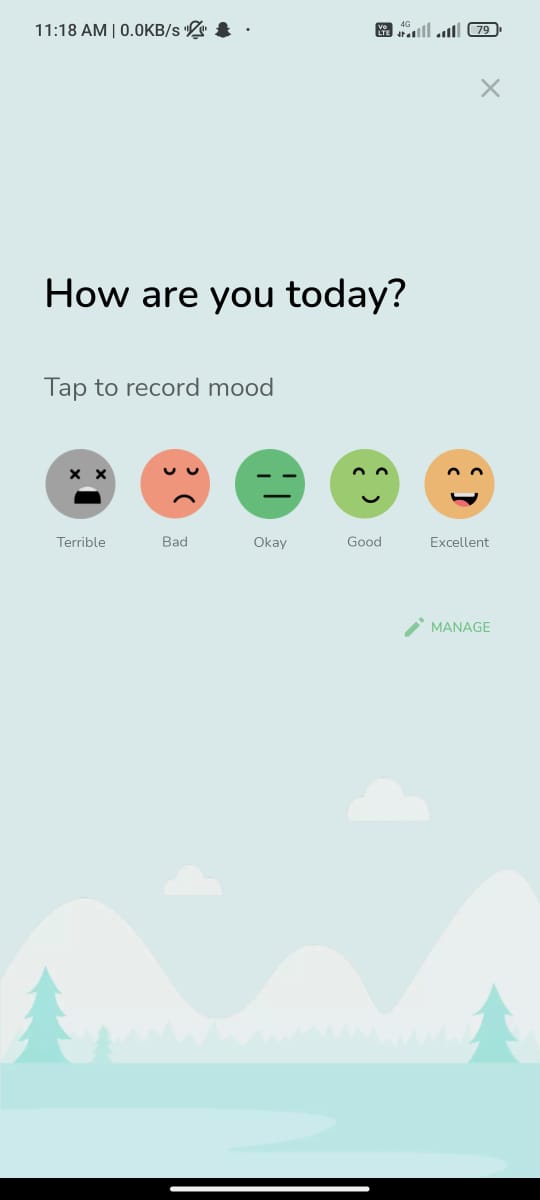 11:18 AM | 0.0KB/s
Vo LTE 4G 79
How are you today?
Tap to record mood
Terrible Bad Okay Good Excellent
MANAGE